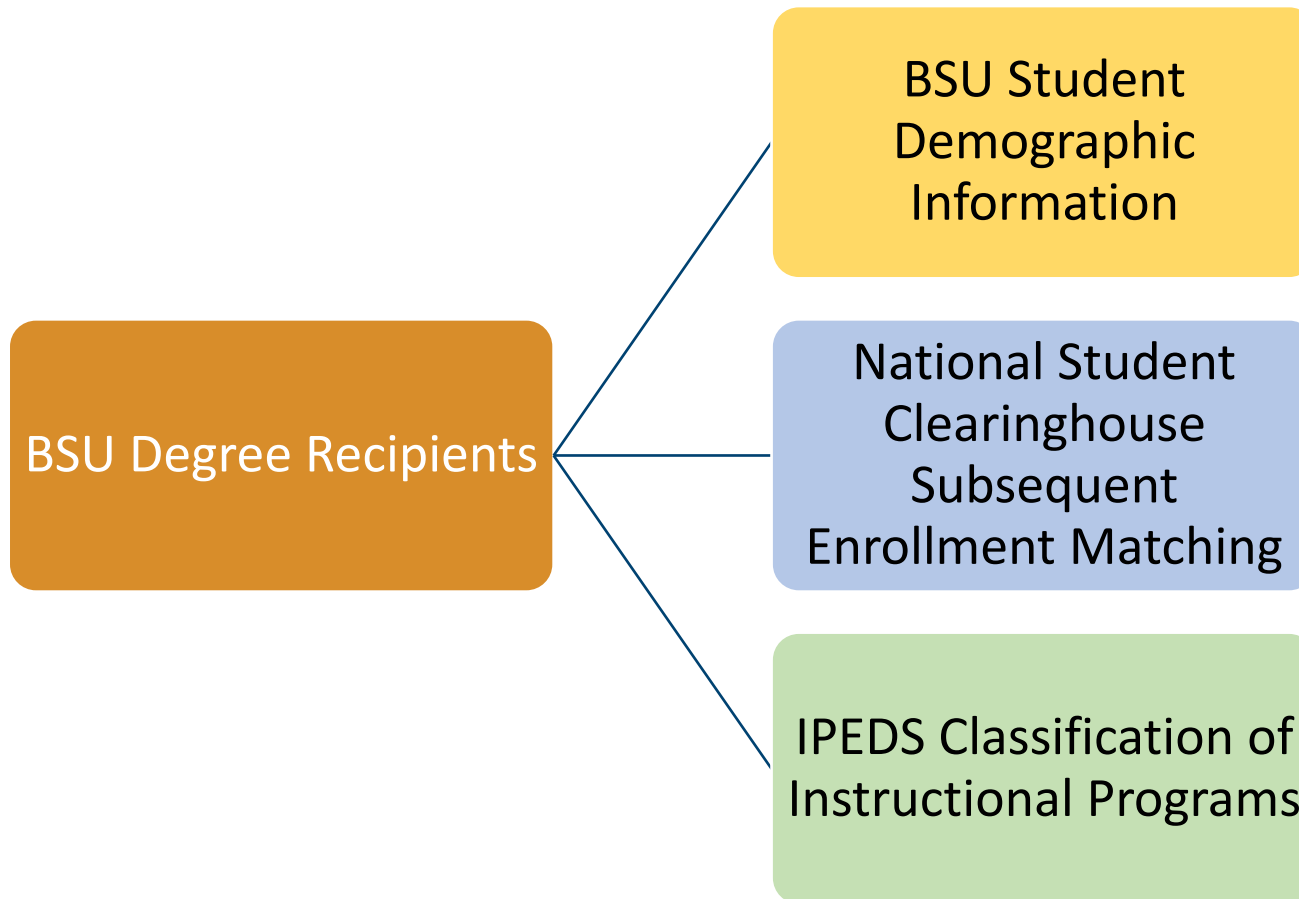 BSU Student
Demographic
Information
BSU Degree Recipients
National Student
Clearinghouse
Subsequent
Enrollment Matching
IPEDS Classification of
Instructional Programs